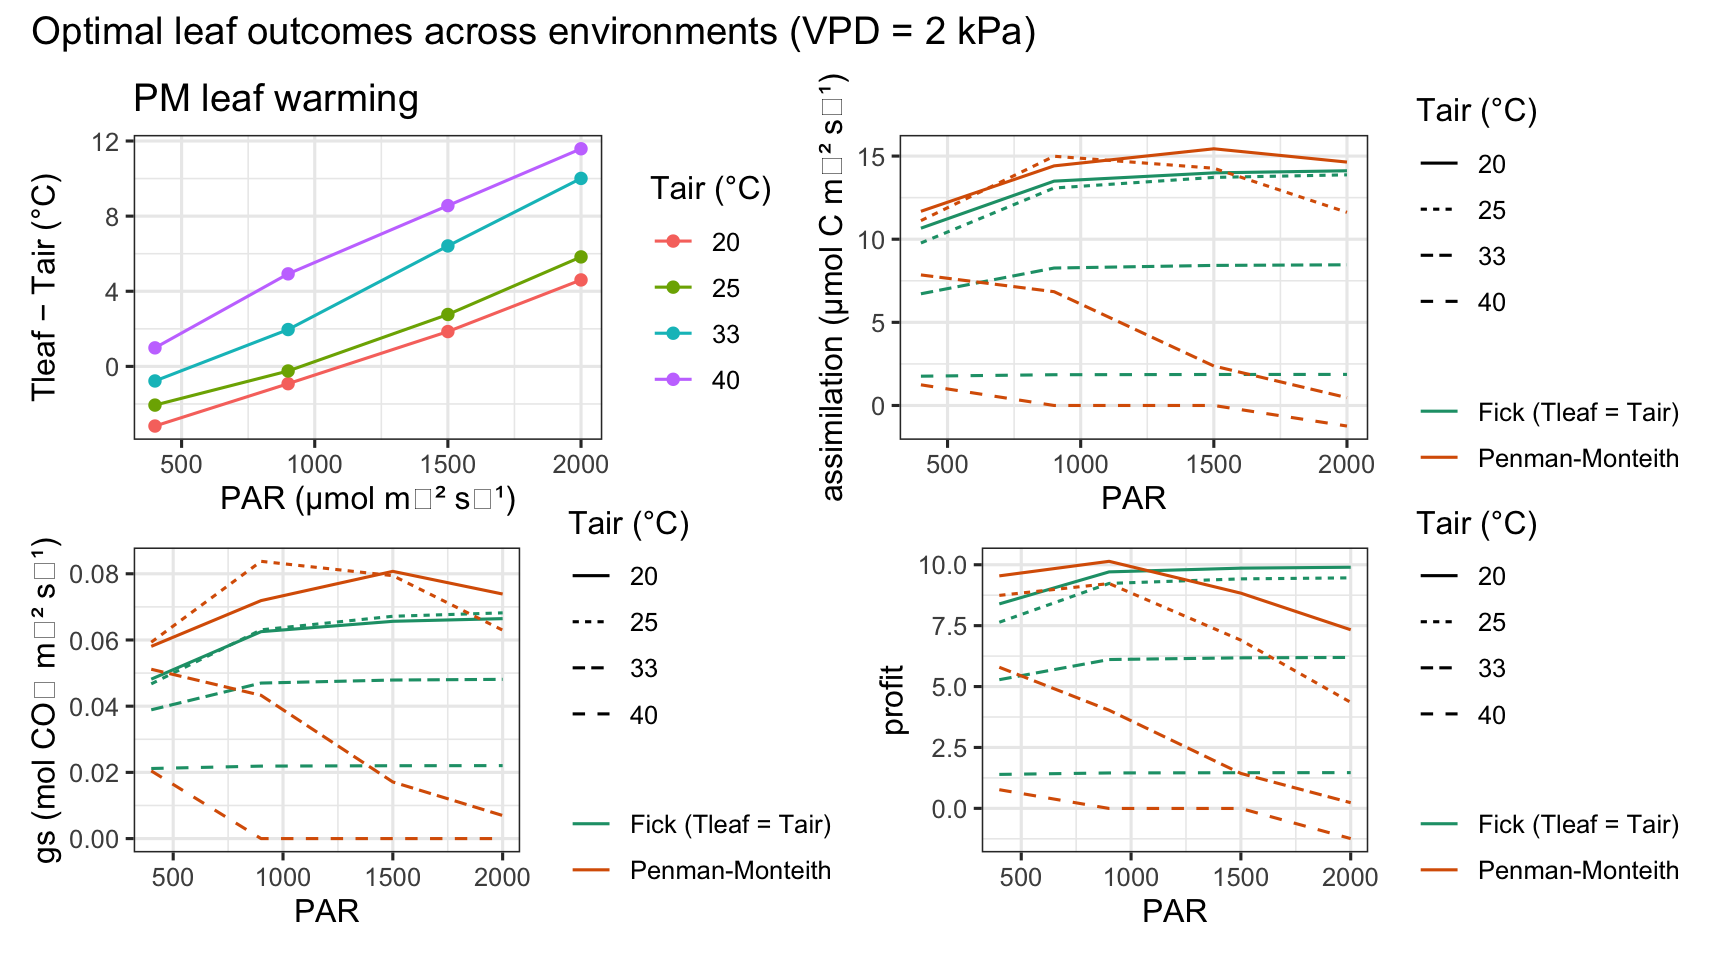 Optimal leaf outcomes across environments (VPD = 2 kPa)
PM leaf warming
Tleaf − Tair (°C)
12
8
4
0
500 1000 1500 2000
PAR (μmol m□² s□¹)
Tair (°C)
20
25
33
40
assimilation (μmol C m□² s□¹)
15
10
5
0
500 1000 1500 2000
PAR
Tair (°C)
20
25
33
40
Fick (Tleaf = Tair)
Penman-Monteith
gs (mol CO□ m□² s□¹)
0.08
0.06
0.04
0.02
0.00
500 1000 1500 2000
PAR
Tair (°C)
20
25
33
40
Fick (Tleaf = Tair)
Penman-Monteith
profit
10.0
7.5
5.0
2.5
0.0
500 1000 1500 2000
PAR
Tair (°C)
20
25
33
40
Fick (Tleaf = Tair)
Penman-Monteith